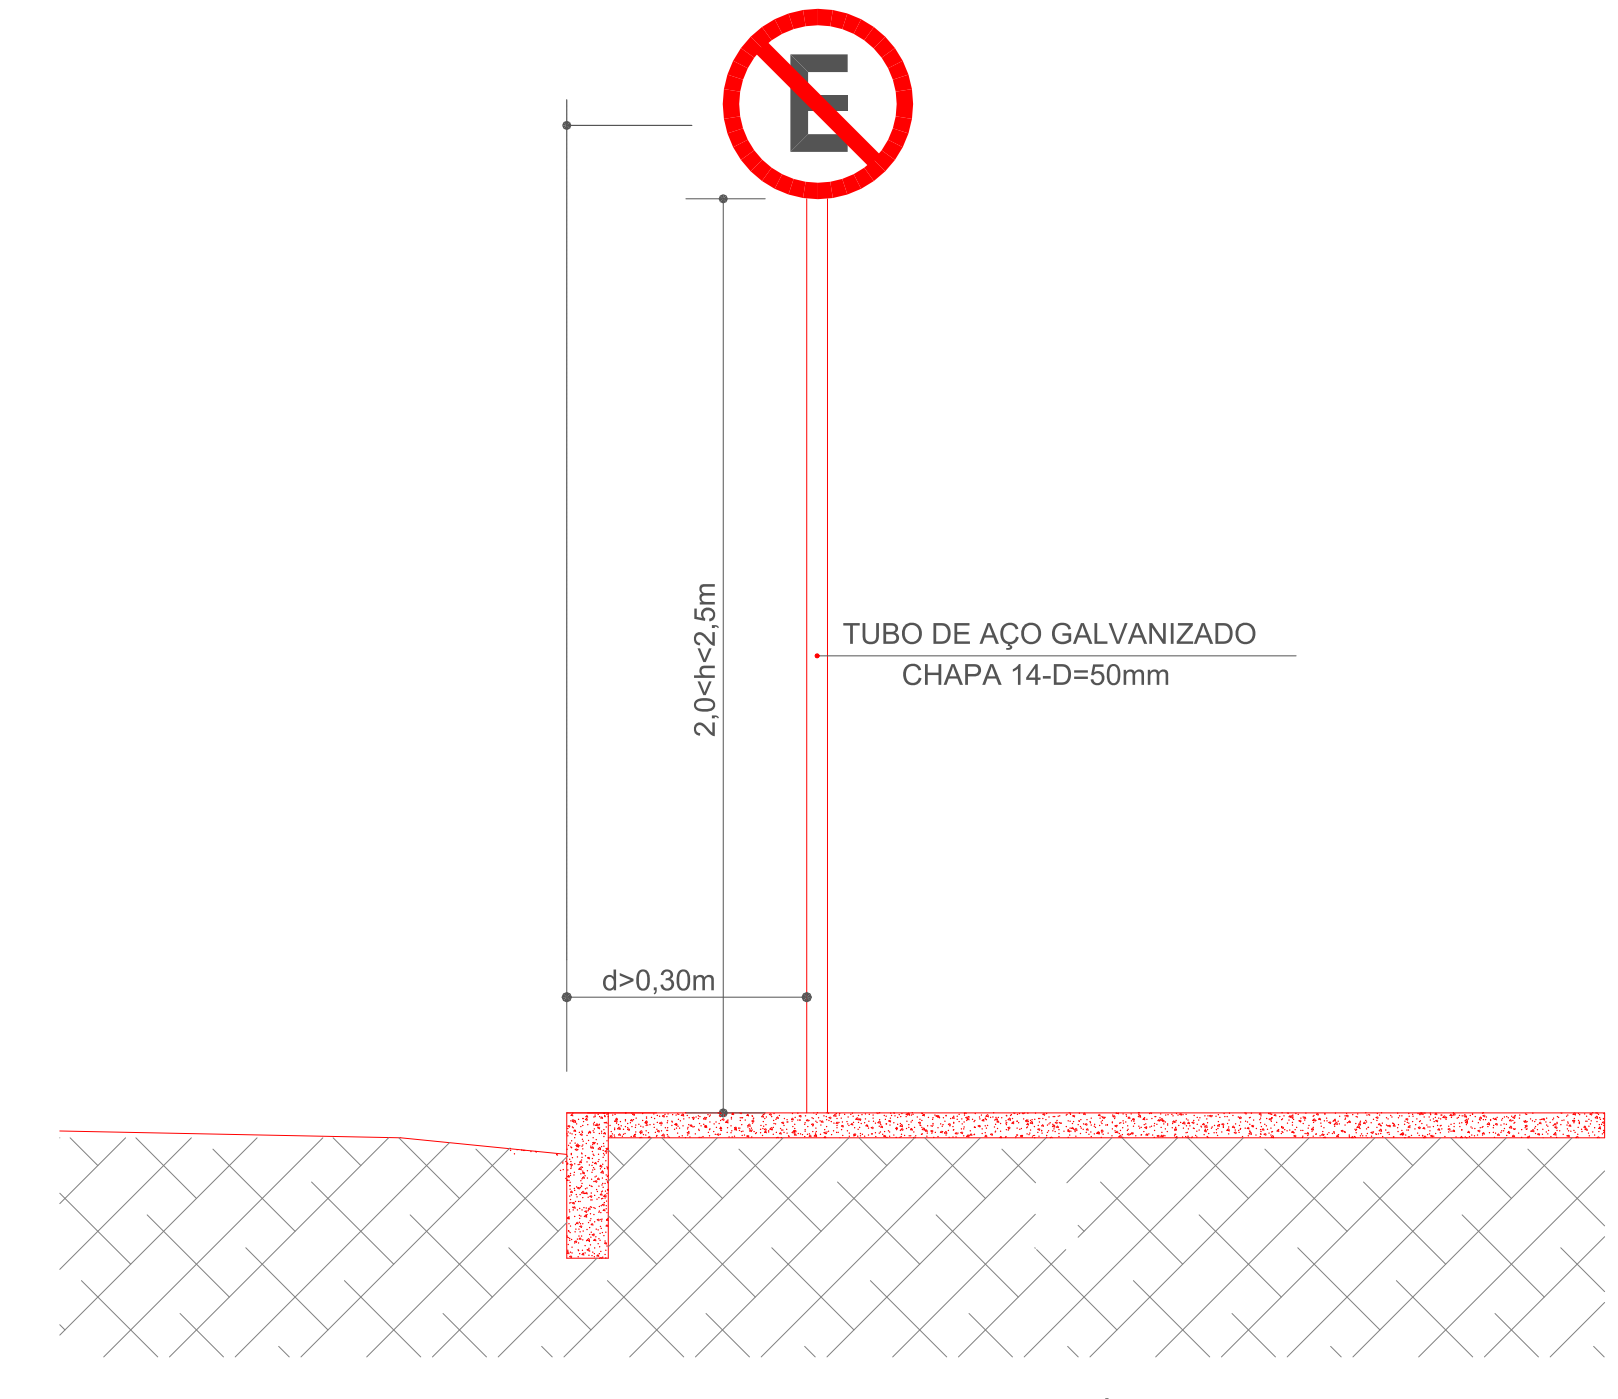 E
2,0<h<2,5m
TUBO DE AÇO GALVANIZADO
CHAPA 14-D=50mm
d>0,30m